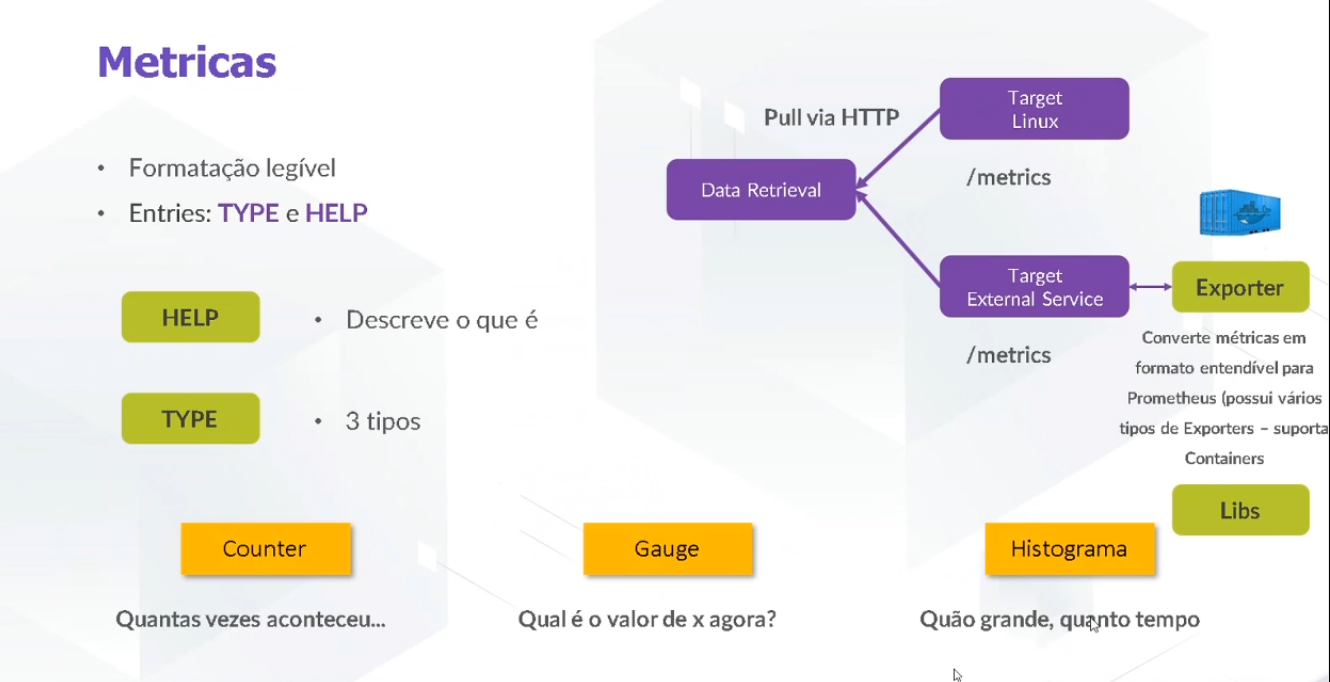 Metricas
• Formatação legível
• Entries: TYPE e HELP
HELP
• Descreve o que é
TYPE
• 3 tipos
Pull via HTTP
Data Retrieval
Target
Linux
/metrics
Target
External Service
/metrics
Exporter
Converte métricas em
formato entendível para
Prometheus (possui vários
tipos de Exporters – suporta
Containers
Libs
Counter
Quantas vezes aconteceu...
Gauge
Qual é o valor de x agora?
Histograma
Quão grande, quanto tempo